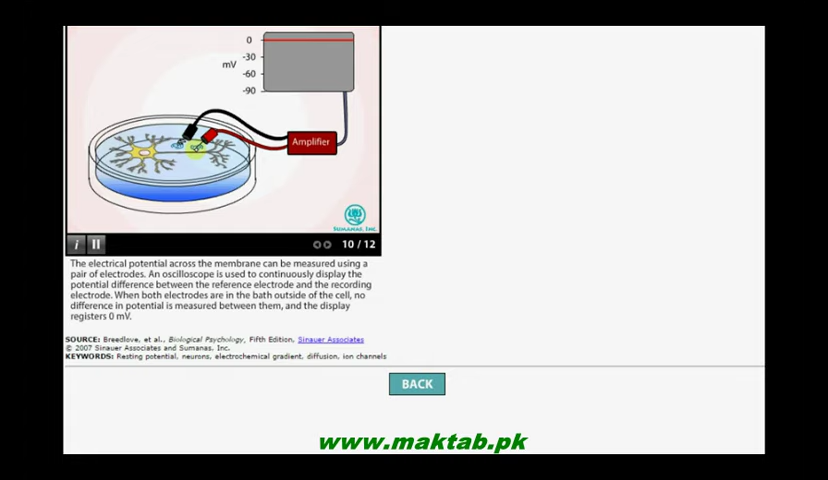 0
-30
mV
-60
-90
Amplifier
SUMANAS, INC.
i
10 / 12
The electrical potential across the membrane can be measured using a
pair of electrodes. An oscilloscope is used to continuously display the
potential difference between the reference electrode and the recording
electrode. When both electrodes are in the bath outside of the cell, no
difference in potential is measured between them, and the display
registers 0 mV.
SOURCE: Breedlove, et al., Biological Psychology, Fifth Edition, Sinauer Associates
© 2007 Sinauer Associates and Sumanas, Inc.
KEYWORDS: Resting potential, neurons, electrochemical gradient, diffusion, ion channels
BACK
www.maktab.pk